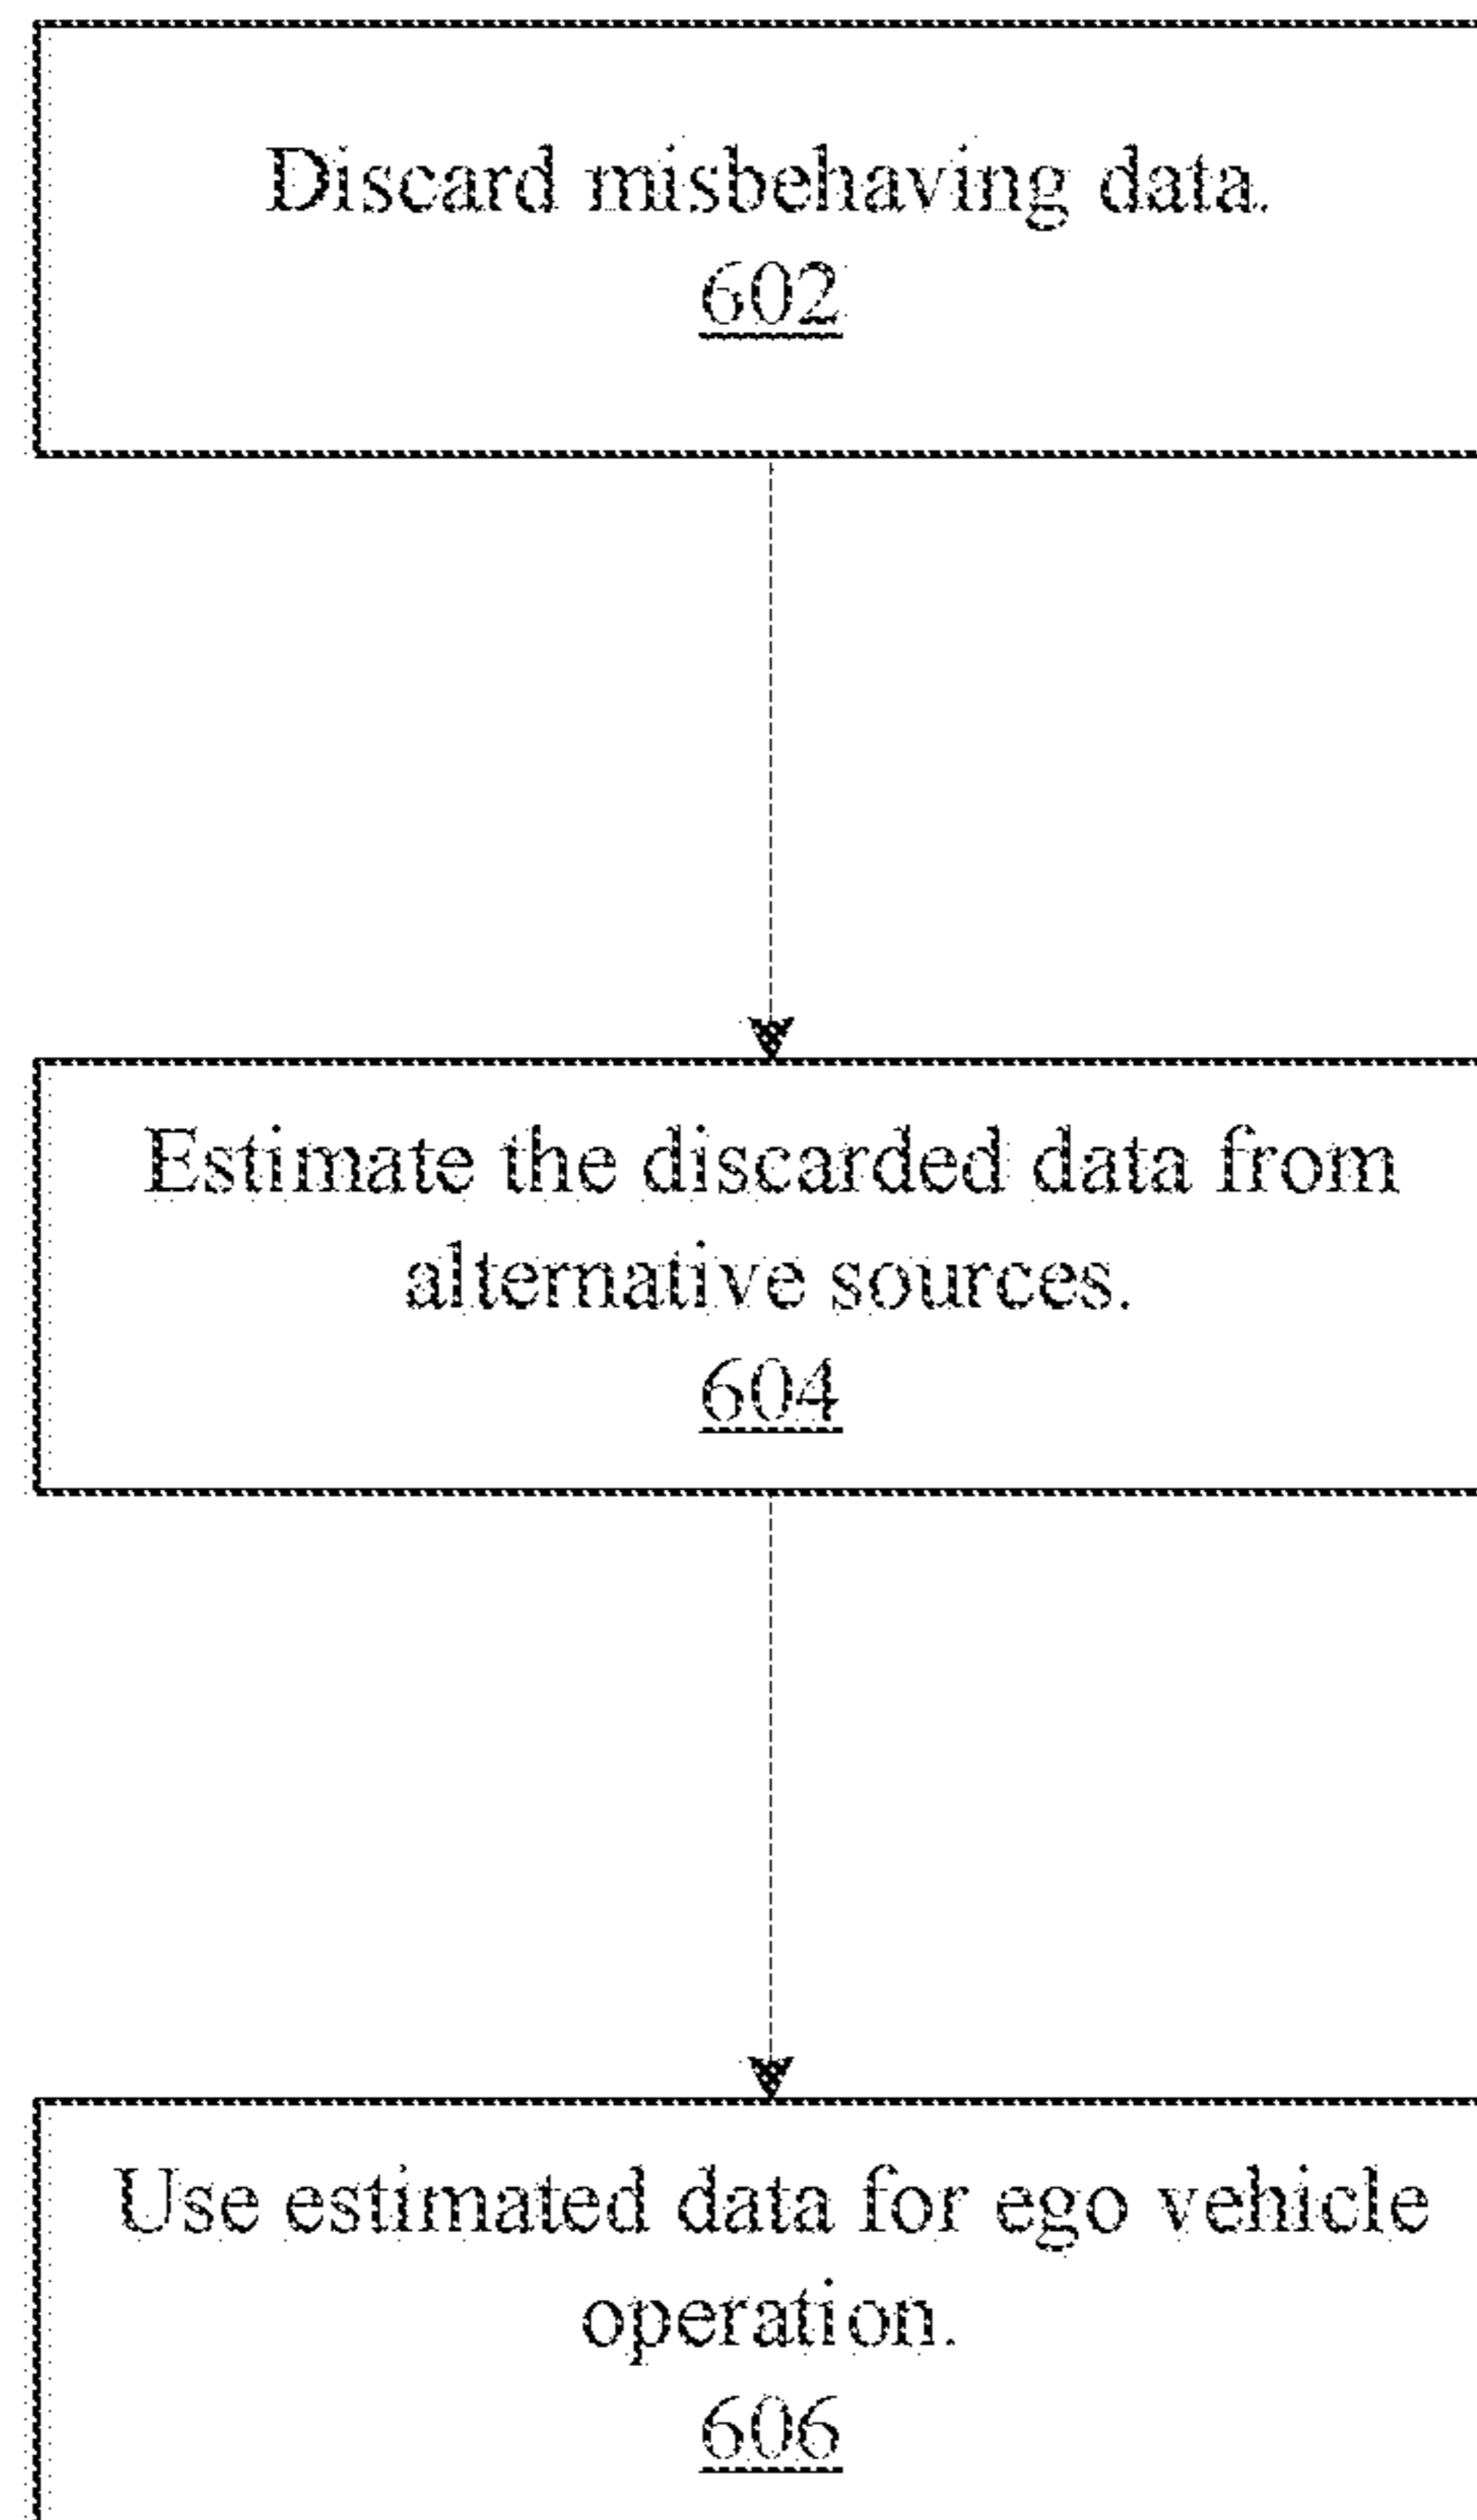 Discard misbehaving data.
602
Estimate the discarded data from
alternative sources.
604
Use estimated data for ego vehicle
operation.
606